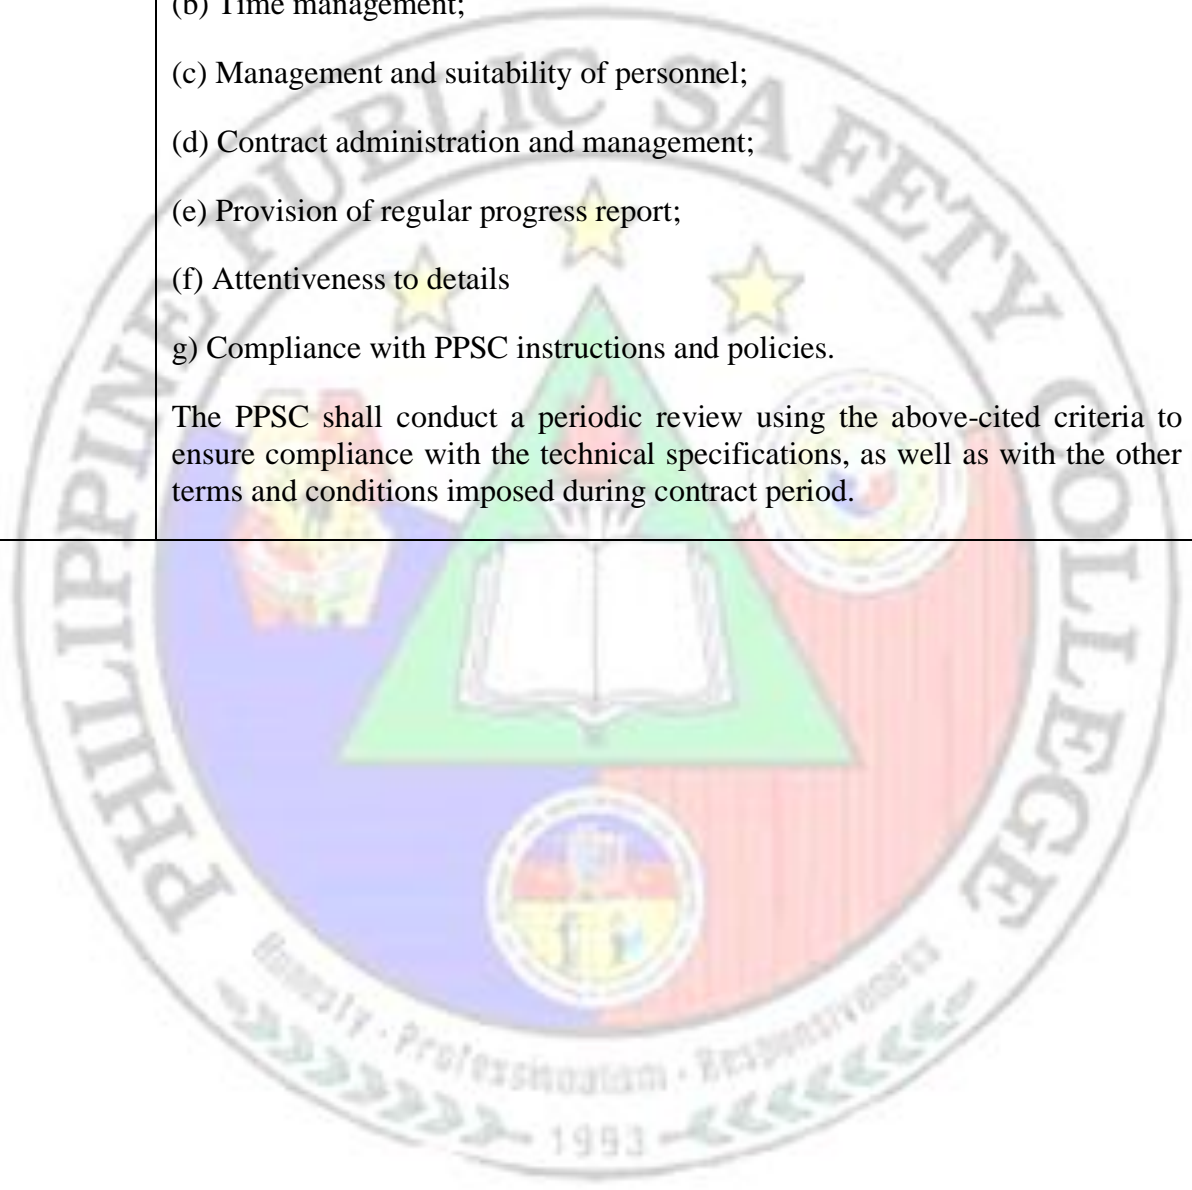 (b) Time management;
(c) Management and suitability of personnel;
(d) Contract administration and management;
(e) Provision of regular progress report;
(f) Attentiveness to details
g) Compliance with PPSC instructions and policies.
The PPSC shall conduct a periodic review using the above-cited criteria to
ensure compliance with the technical specifications, as well as with the other
terms and conditions imposed during contract period.
PHILIPPINE PUBLIC SAFETY COLLEGE
Honesty · Professionalism · Responsiveness
1993